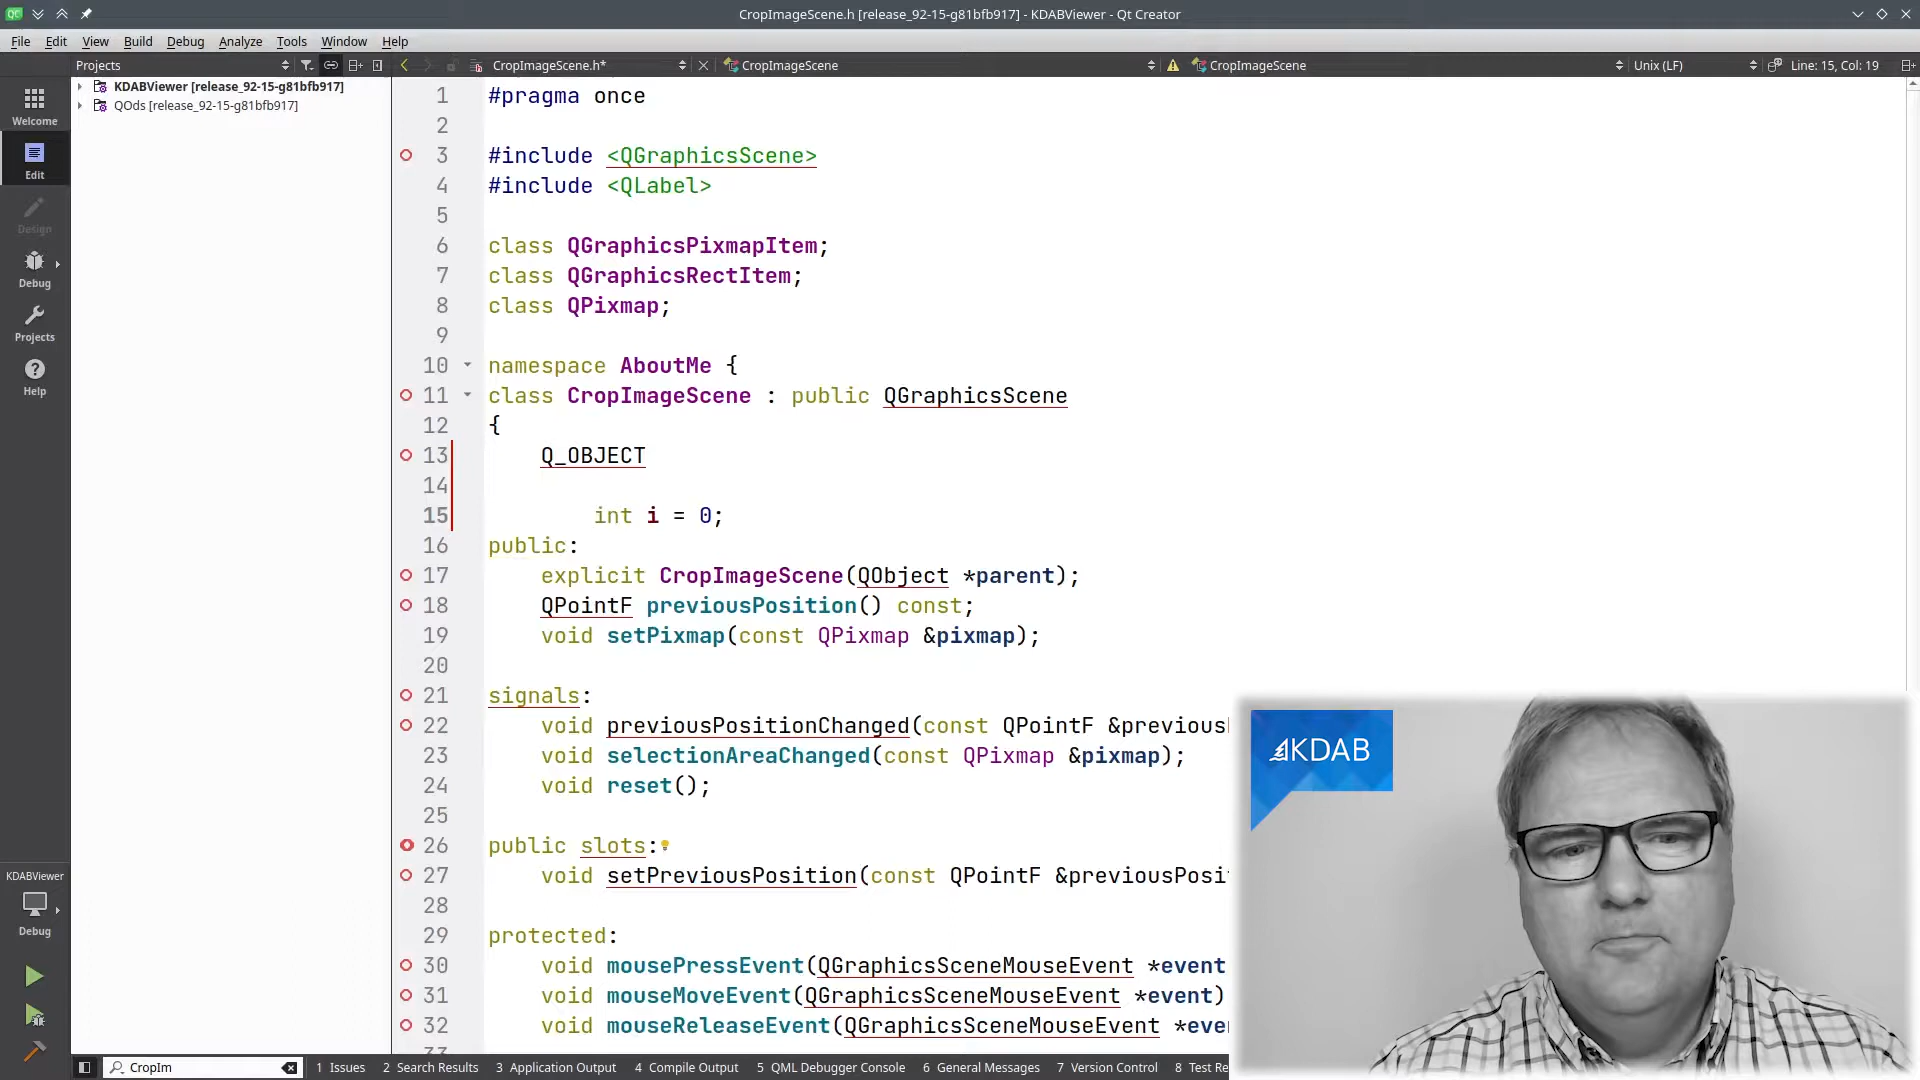 CropImageScene.h [release_92-15-g81bfb917] - KDABViewer - Qt Creator
File Edit View Build Debug Analyze Tools Window Help
Projects CropImageScene.h* CropImageScene CropImageScene Unix (LF) Line: 15, Col: 19
KDABViewer [release_92-15-g81bfb917]
QOds [release_92-15-g81bfb917]
Welcome
Edit
Design
Debug
Projects
Help
1 #pragma once
2
3 #include <QGraphicsScene>
4 #include <QLabel>
5
6 class QGraphicsPixmapItem;
7 class QGraphicsRectItem;
8 class QPixmap;
9
10 namespace AboutMe {
11 class CropImageScene : public QGraphicsScene
12 {
13 Q_OBJECT
14
15 int i = 0;
16 public:
17 explicit CropImageScene(QObject *parent);
18 QPointF previousPosition() const;
19 void setPixmap(const QPixmap &pixmap);
20
21 signals:
22 void previousPositionChanged(const QPointF &previous
23 void selectionAreaChanged(const QPixmap &pixmap);
24 void reset();
25
26 public slots:
27 void setPreviousPosition(const QPointF &previousPosi
28
29 protected:
30 void mousePressEvent(QGraphicsSceneMouseEvent *event
31 void mouseMoveEvent(QGraphicsSceneMouseEvent *event)
32 void mouseReleaseEvent(QGraphicsSceneMouseEvent *eve
33
KDAB
KDABViewer
Debug
CropIm 1 Issues 2 Search Results 3 Application Output 4 Compile Output 5 QML Debugger Console 6 General Messages 7 Version Control 8 Test Re